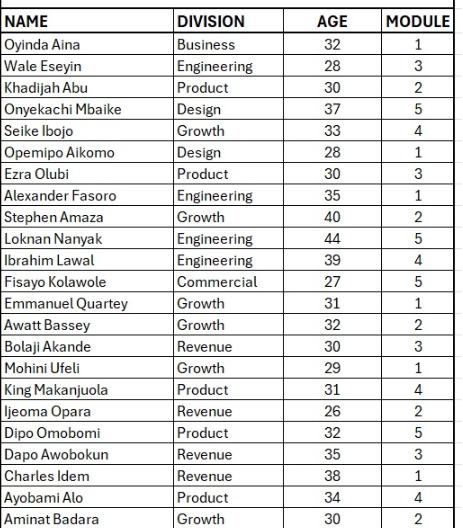 NAME DIVISION AGE MODULE
Oyinda Aina Business 32 1
Wale Eseyin Engineering 28 3
Khadijah Abu Product 30 2
Onyekachi Mbaike Design 37 5
Seike Ibojo Growth 33 4
Opemipo Aikomo Design 28 1
Ezra Olubi Product 30 3
Alexander Fasoro Engineering 35 1
Stephen Amaza Growth 40 2
Loknan Nanyak Engineering 44 5
Ibrahim Lawal Engineering 39 4
Fisayo Kolawole Commercial 27 5
Emmanuel Quartey Growth 31 1
Awatt Bassey Growth 32 2
Bolaji Akande Revenue 30 3
Mohini Ufeli Growth 29 1
King Makanjuola Product 31 4
Ijeoma Opara Revenue 26 2
Dipo Omobomi Product 32 5
Dapo Awobokun Revenue 35 3
Charles Idem Revenue 38 1
Ayobami Alo Product 34 4
Aminat Badara Growth 30 2